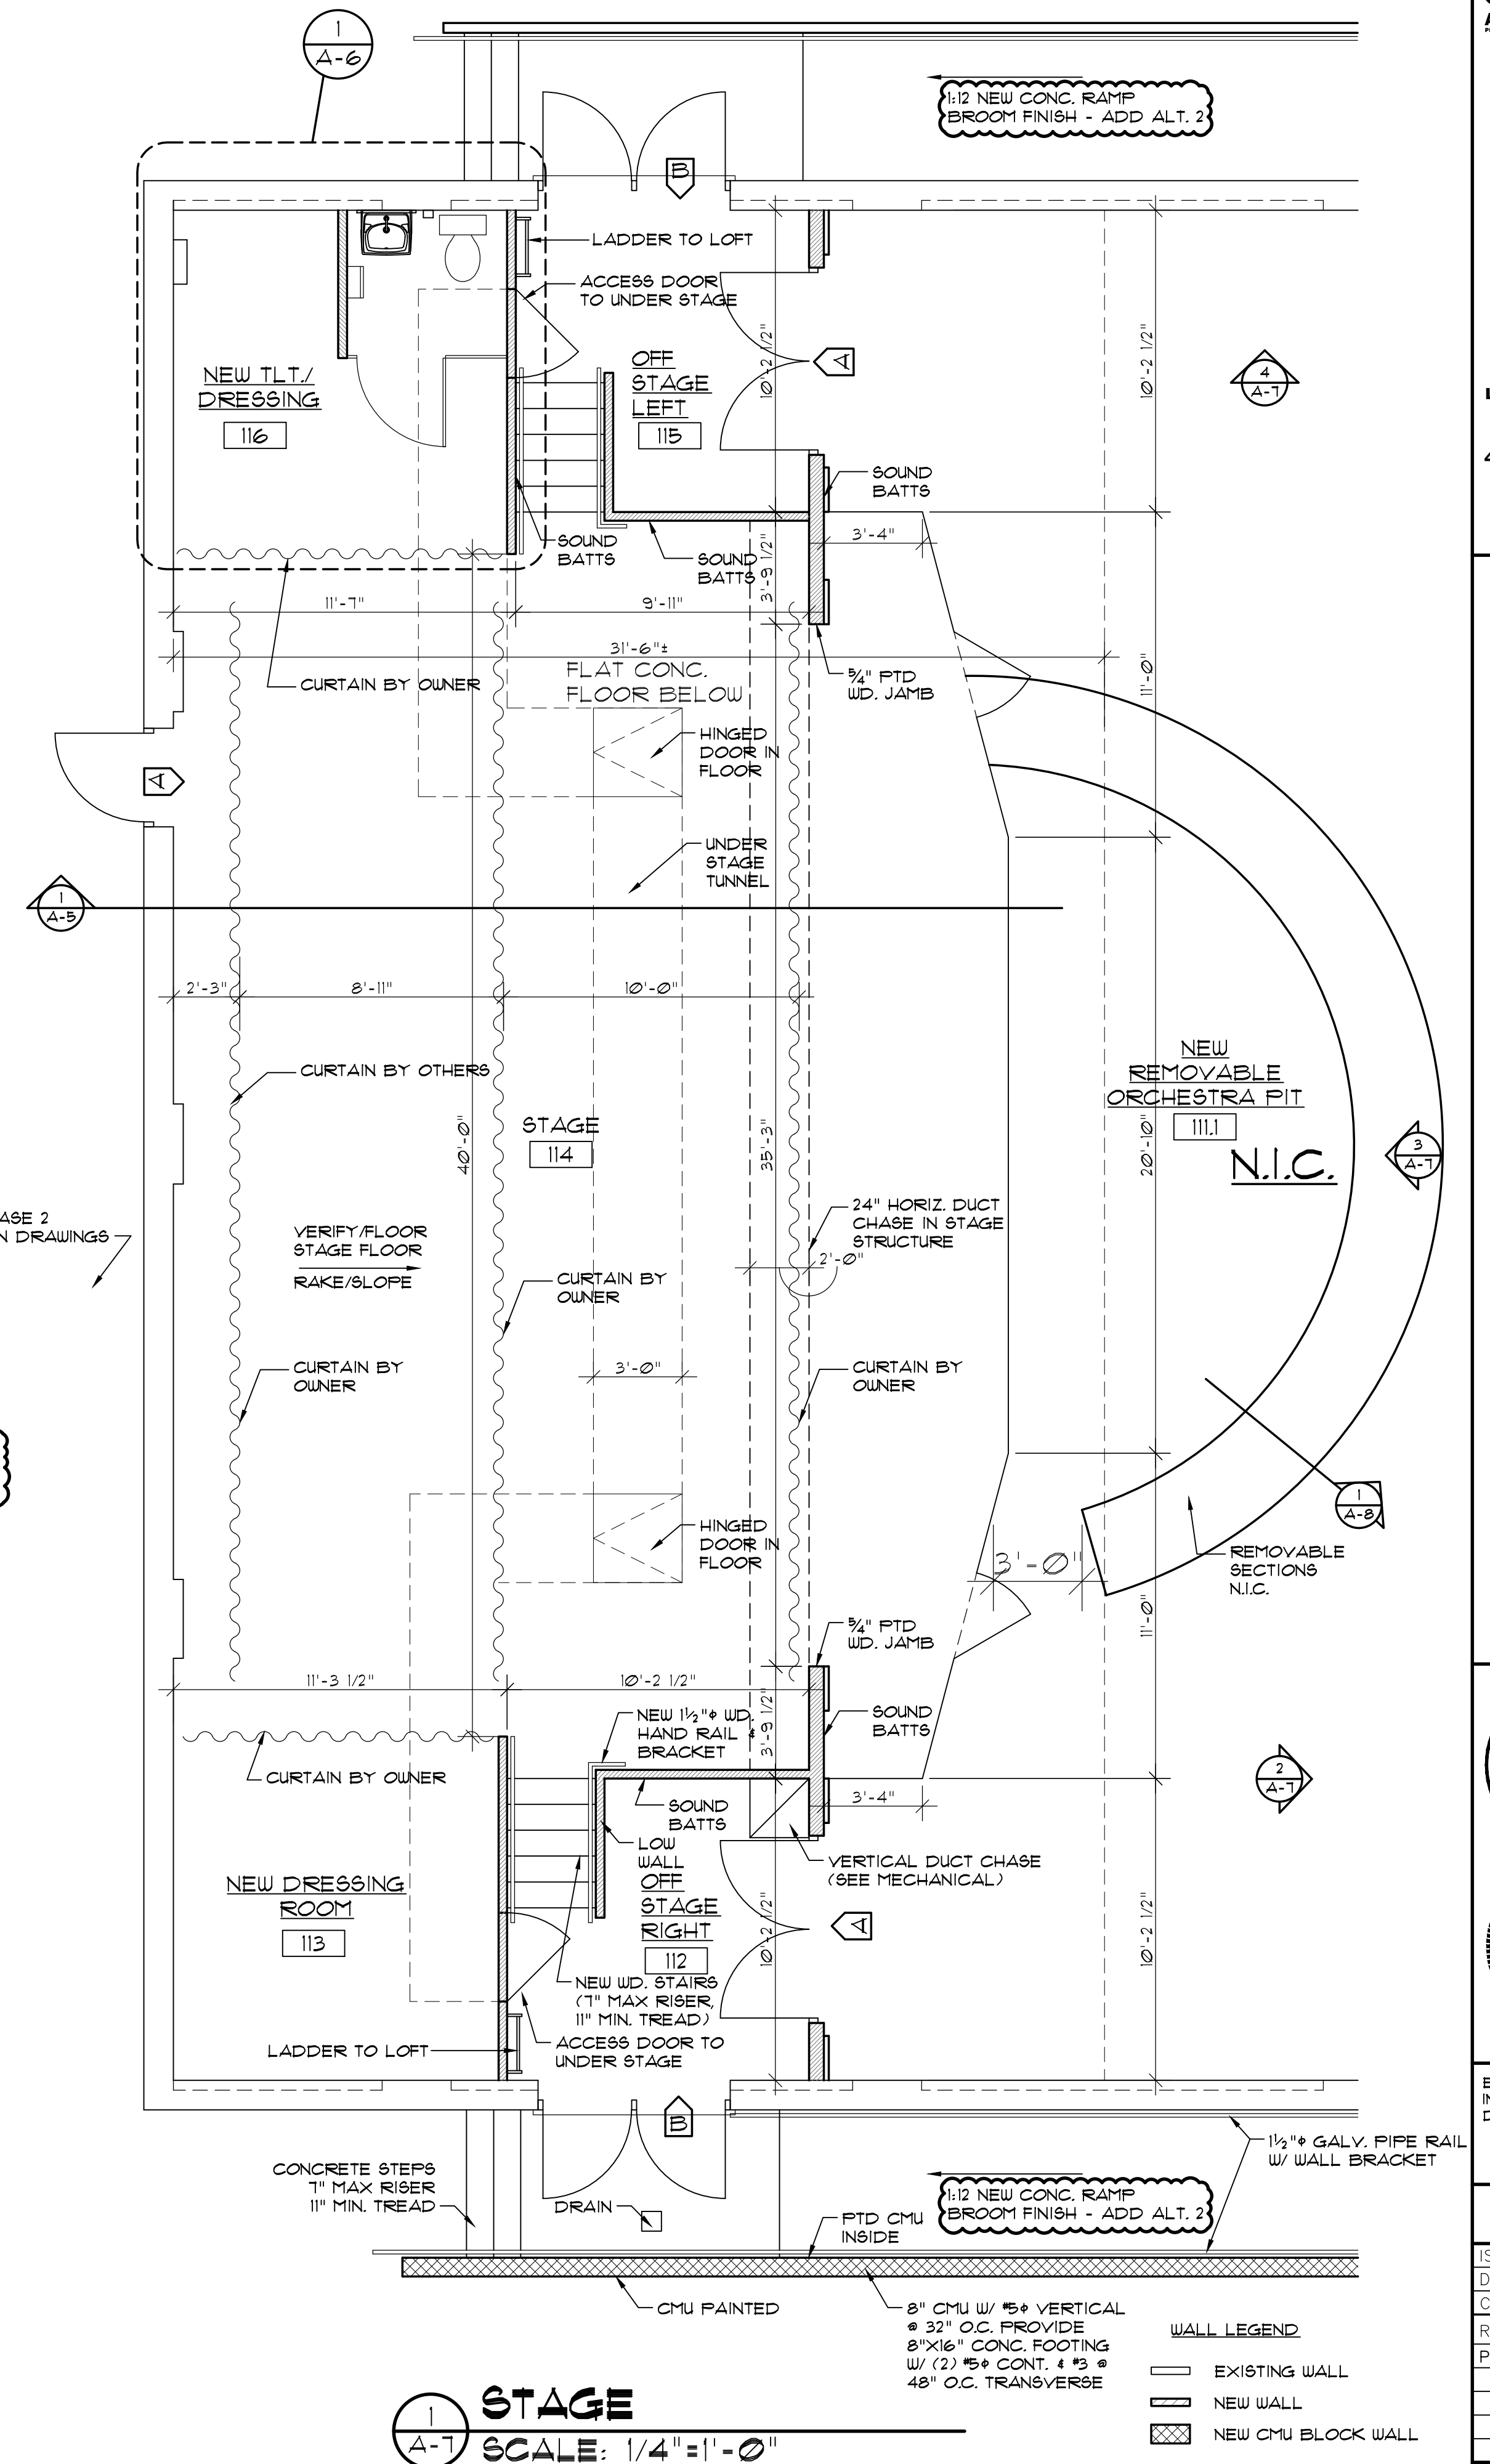 1
A-6
1:12 NEW CONC. RAMP
BROOM FINISH - ADD ALT. 2
B
LADDER TO LOFT
ACCESS DOOR
TO UNDER STAGE
NEW TLT./
DRESSING
116
OFF
STAGE
LEFT
115
10'-2 1/2"
A
10'-2 1/2"
4
A-7
SOUND
BATTS
SOUND
BATTS
SOUND
BATTS
3'-9 1/2"
3'-4"
11'-7"
9'-11"
31'-6"±
FLAT CONC.
FLOOR BELOW
CURTAIN BY OWNER
5/4" PTD
WD. JAMB
11'-0"
HINGED
DOOR IN
FLOOR
A
UNDER
STAGE
TUNNEL
1
A-5
2'-3"
8'-11"
10'-0"
CURTAIN BY OTHERS
STAGE
114
40'-0"
35'-3"
NEW
REMOVABLE
ORCHESTRA PIT
111.1
N.I.C.
20'-10"
3
A-7
ASE 2
N DRAWINGS
VERIFY/FLOOR
STAGE FLOOR
RAKE/SLOPE
24" HORIZ. DUCT
CHASE IN STAGE
STRUCTURE
2'-0"
CURTAIN BY
OWNER
CURTAIN BY
OWNER
3'-0"
CURTAIN BY
OWNER
1
A-8
HINGED
DOOR IN
FLOOR
3'-0"
REMOVABLE
SECTIONS
N.I.C.
11'-0"
5/4" PTD
WD. JAMB
11'-3 1/2"
10'-2 1/2"
NEW 1½"ϕ WD.
HAND RAIL &
BRACKET
3'-9 1/2"
SOUND
BATTS
CURTAIN BY OWNER
2
A-7
3'-4"
SOUND
BATTS
LOW
WALL
VERTICAL DUCT CHASE
(SEE MECHANICAL)
NEW DRESSING
ROOM
113
OFF
STAGE
RIGHT
112
10'-2 1/2"
A
10'-2 1/2"
NEW WD. STAIRS
(7" MAX RISER,
11" MIN. TREAD)
LADDER TO LOFT
ACCESS DOOR TO
UNDER STAGE
B
1½"ϕ GALV. PIPE RAIL
W/ WALL BRACKET
CONCRETE STEPS
7" MAX RISER
11" MIN. TREAD
DRAIN
1:12 NEW CONC. RAMP
BROOM FINISH - ADD ALT. 2
PTD CMU
INSIDE
CMU PAINTED
8" CMU W/ #5ϕ VERTICAL
@ 32" O.C. PROVIDE
8"X16" CONC. FOOTING
W/ (2) #5ϕ CONT. & #3 @
48" O.C. TRANSVERSE
WALL LEGEND
EXISTING WALL
NEW WALL
NEW CMU BLOCK WALL
1
A-7
STAGE
SCALE: 1/4"=1'-0"